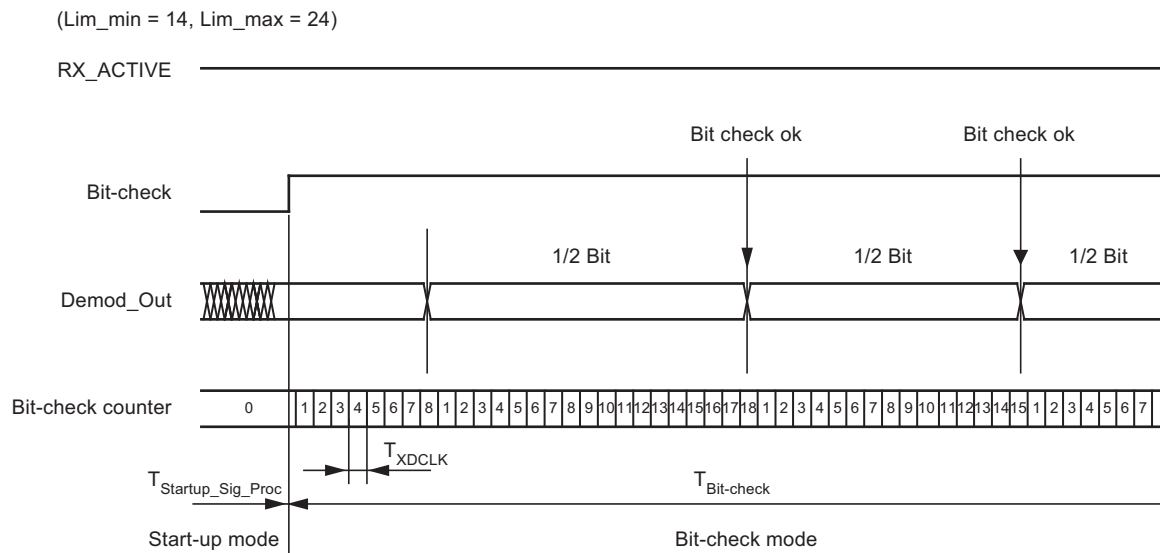 (Lim_min = 14, Lim_max = 24)
RX_ACTIVE
Bit check ok Bit check ok
Bit-check
1/2 Bit 1/2 Bit 1/2 Bit
Demod_Out
Bit-check counter 0 1 2 3 4 5 6 7 8 1 2 3 4 5 6 7 8 9 10 11 12 13 14 15 16 17 18 1 2 3 4 5 6 7 8 9 10 11 12 13 14 15 1 2 3 4 5 6 7
T_XDCLK
T_Startup_Sig_Proc T_Bit-check
Start-up mode Bit-check mode